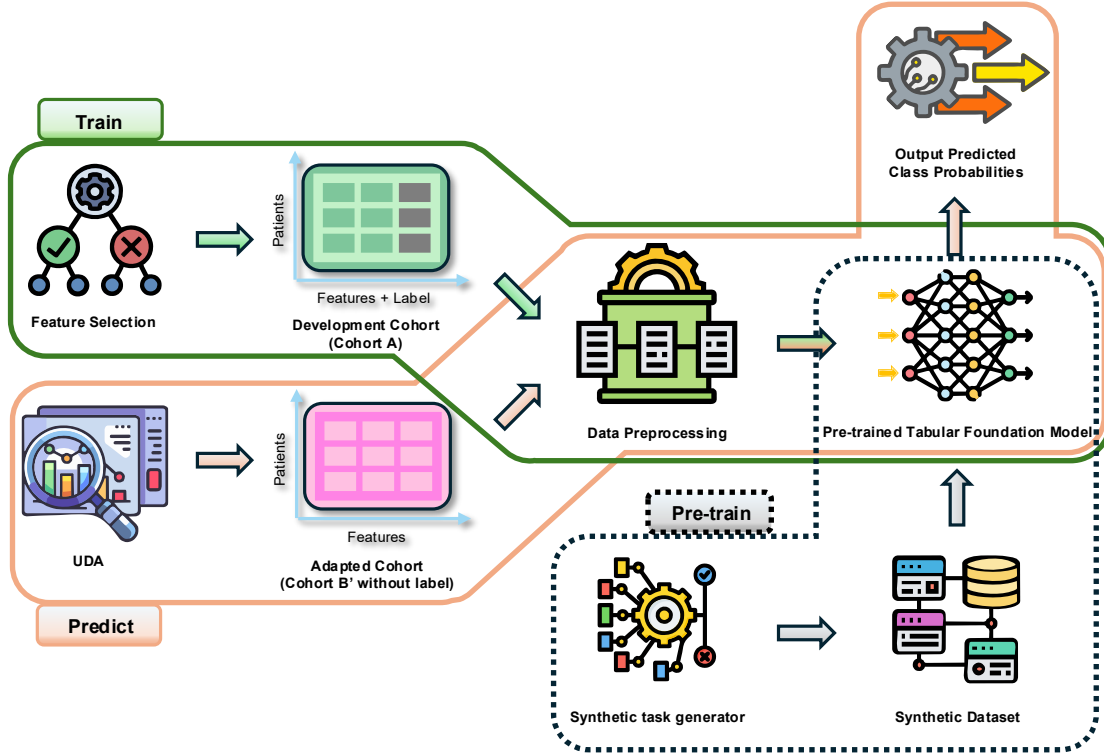 Train
Patients
Features + Label
Feature Selection
Development Cohort
(Cohort A)
Output Predicted
Class Probabilities
Data Preprocessing
Pre-trained Tabular Foundation Model
Patients
Features
UDA
Adapted Cohort
(Cohort B' without label)
Predict
Pre-train
Synthetic task generator
Synthetic Dataset